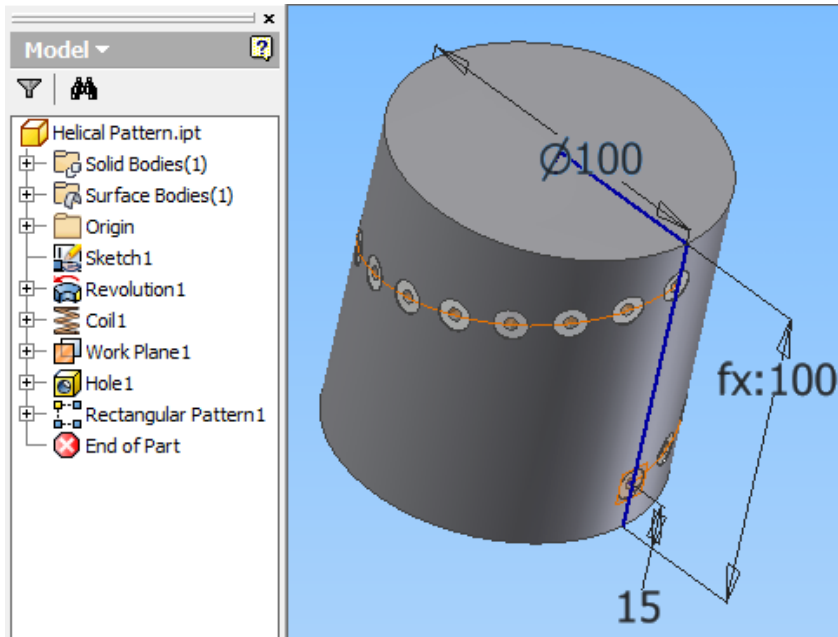 Model
Helical Pattern.ipt
Solid Bodies(1)
Surface Bodies(1)
Origin
Sketch1
Revolution1
Coil1
Work Plane1
Hole1
Rectangular Pattern1
End of Part
Ø100
fx:100
15